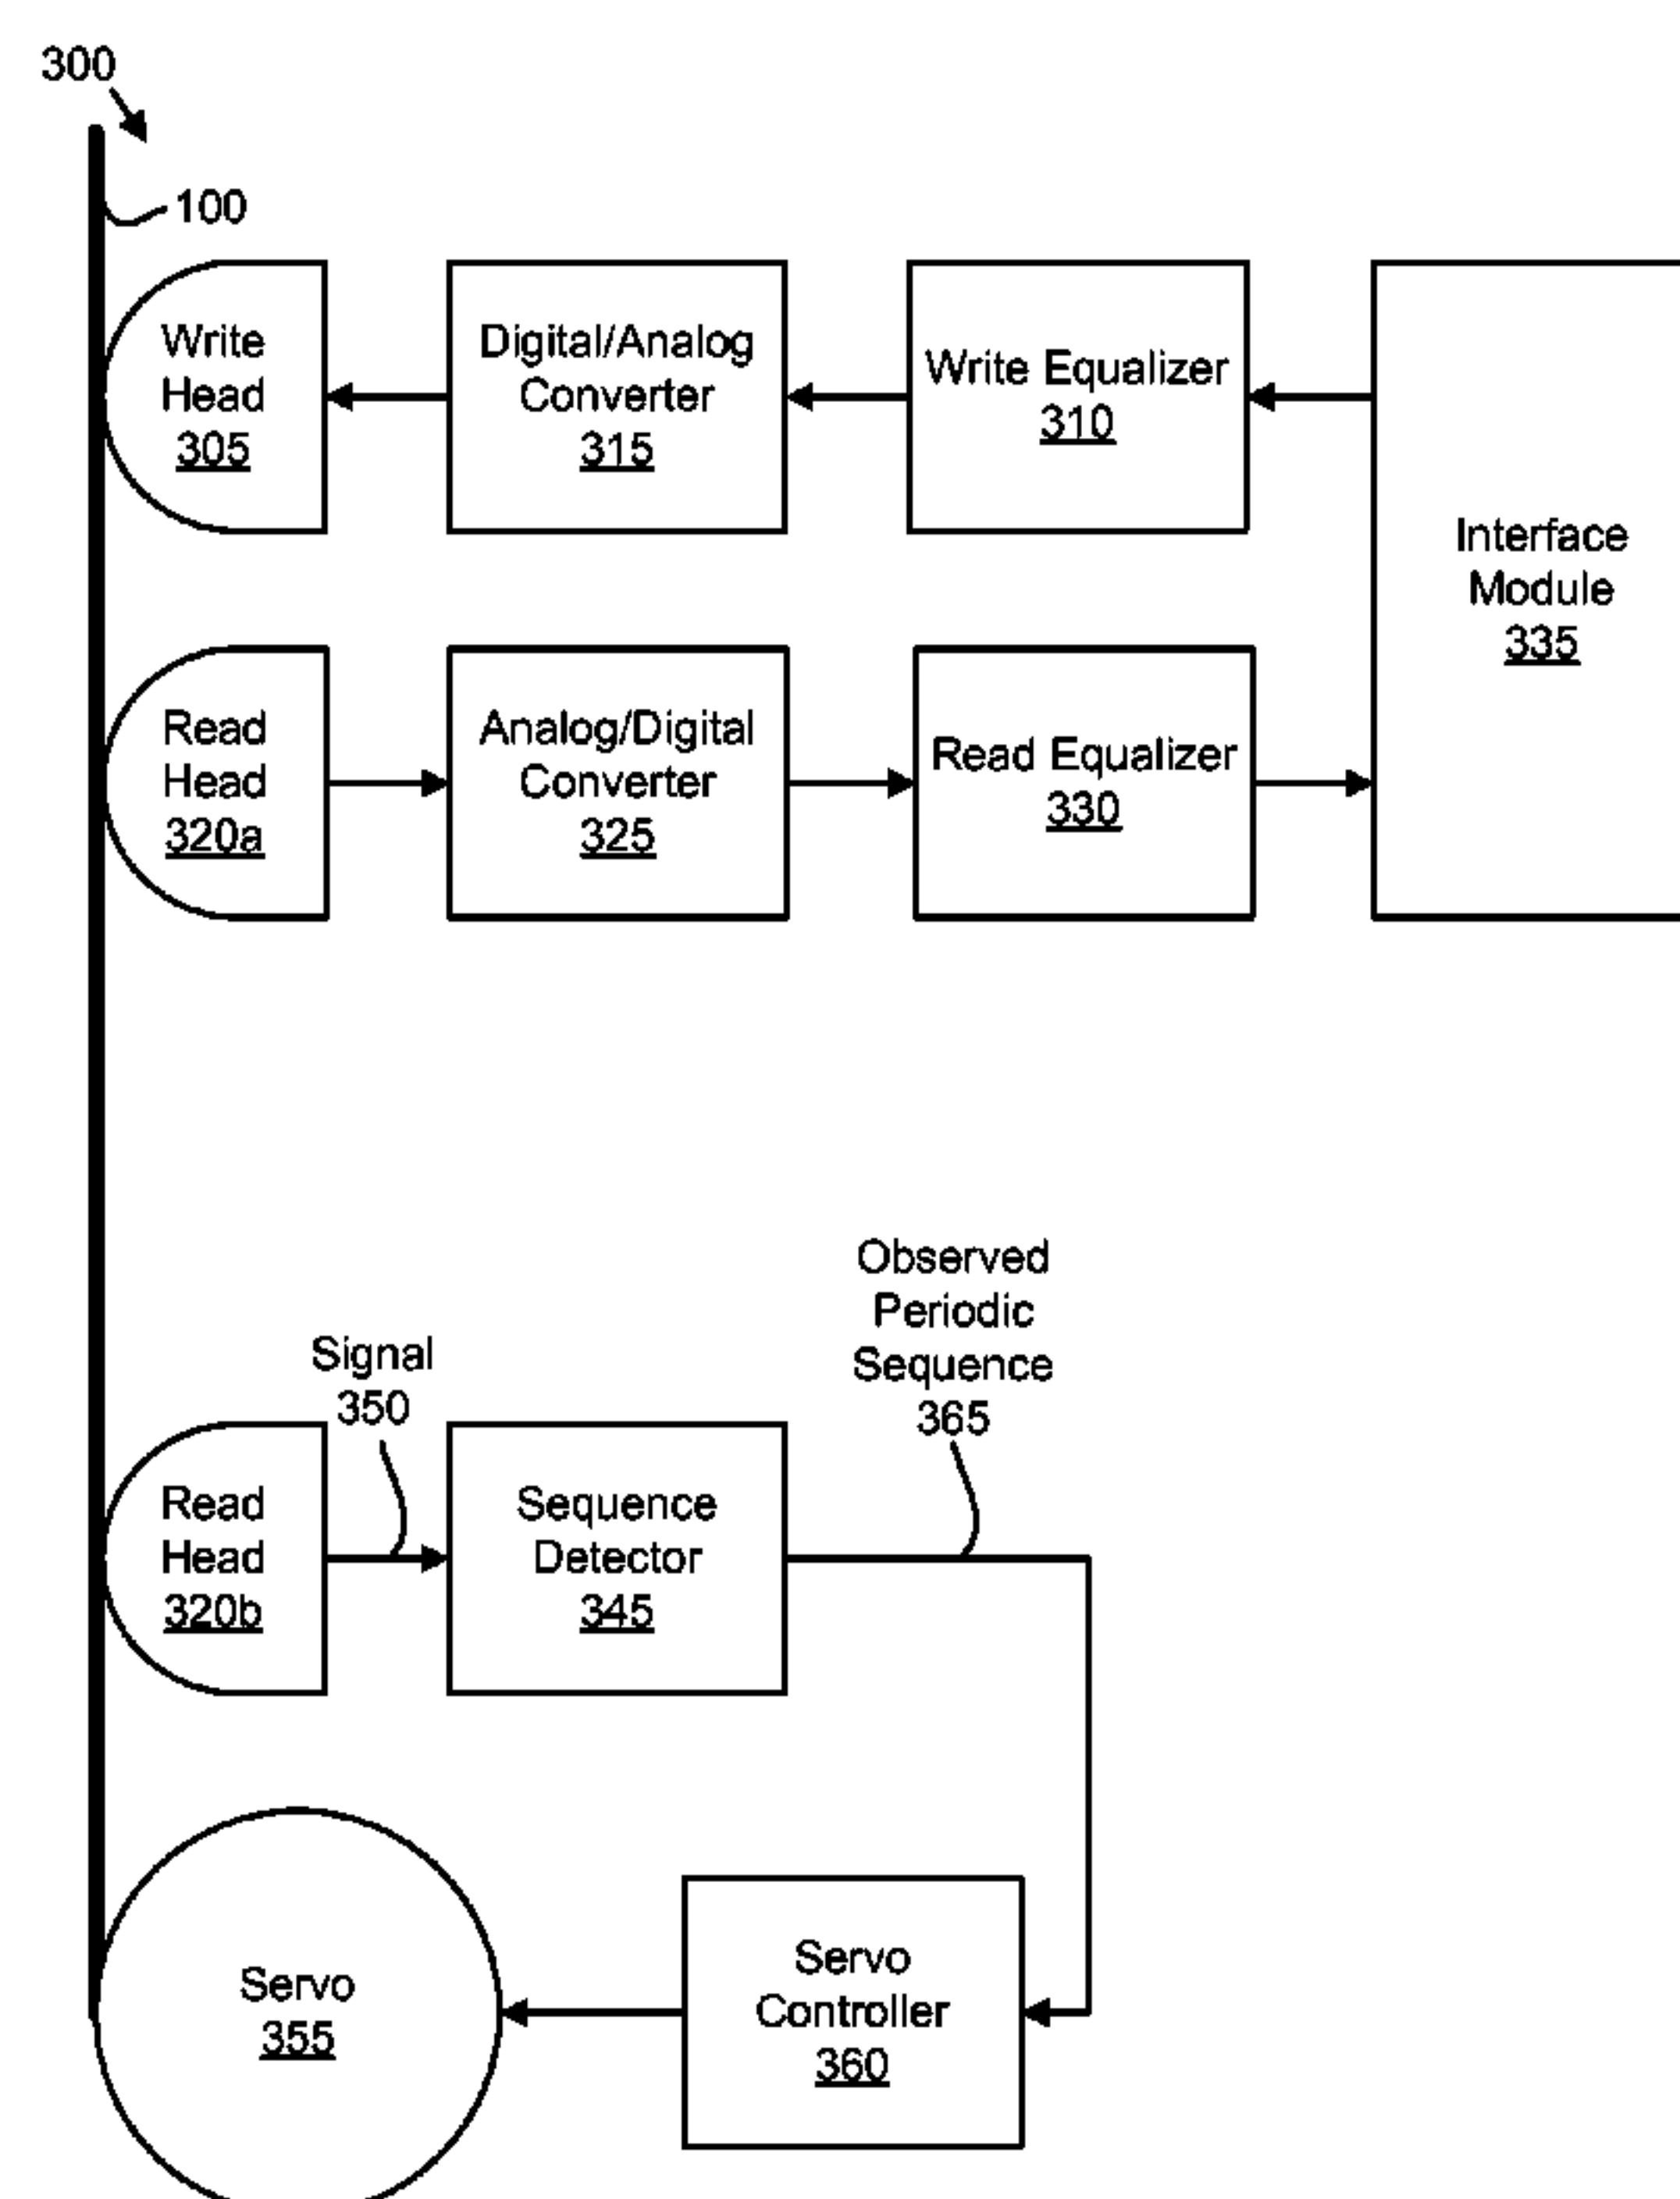 300
100
Write
Head
305
Digital/Analog
Converter
315
Write Equalizer
310
Interface
Module
335
Read
Head
320a
Analog/Digital
Converter
325
Read Equalizer
330
Observed
Periodic
Sequence
365
Signal
350
Read
Head
320b
Sequence
Detector
345
Servo
355
Servo
Controller
360